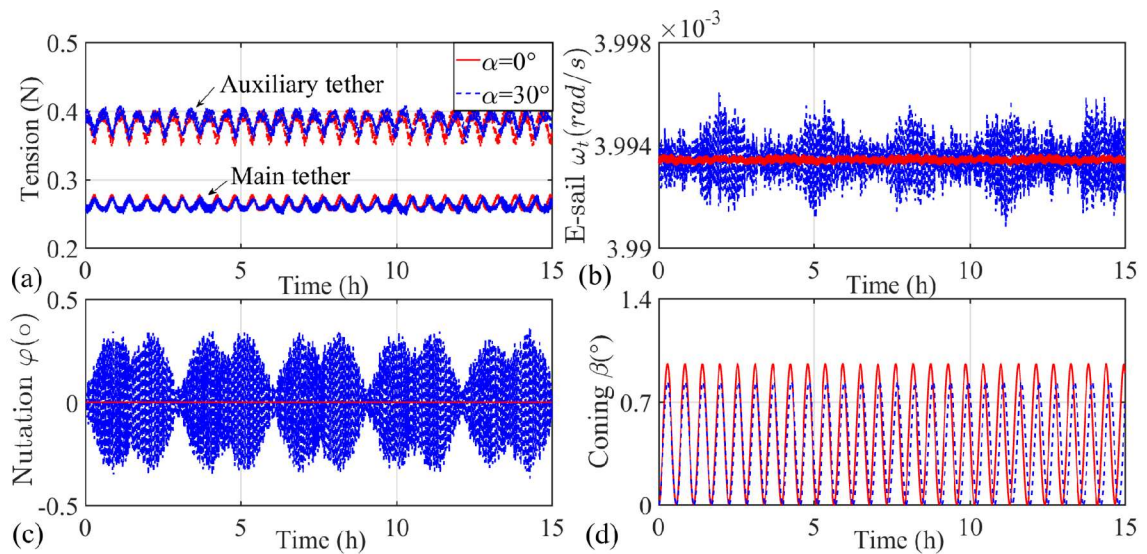 0.5
0.4
0.3
0.2
Tension (N)
α=0°
α=30°
Auxiliary tether
Main tether
0 5 10 15
(a) Time (h)
×10⁻³
3.998
3.994
3.99
E-sail ωₜ(rad/s)
0 5 10 15
(b) Time (h)
0.5
0
-0.5
Nutation φ(○)
0 5 10 15
(c) Time (h)
1.4
0.7
0
Coning β(°)
0 5 10 15
(d) Time (h)